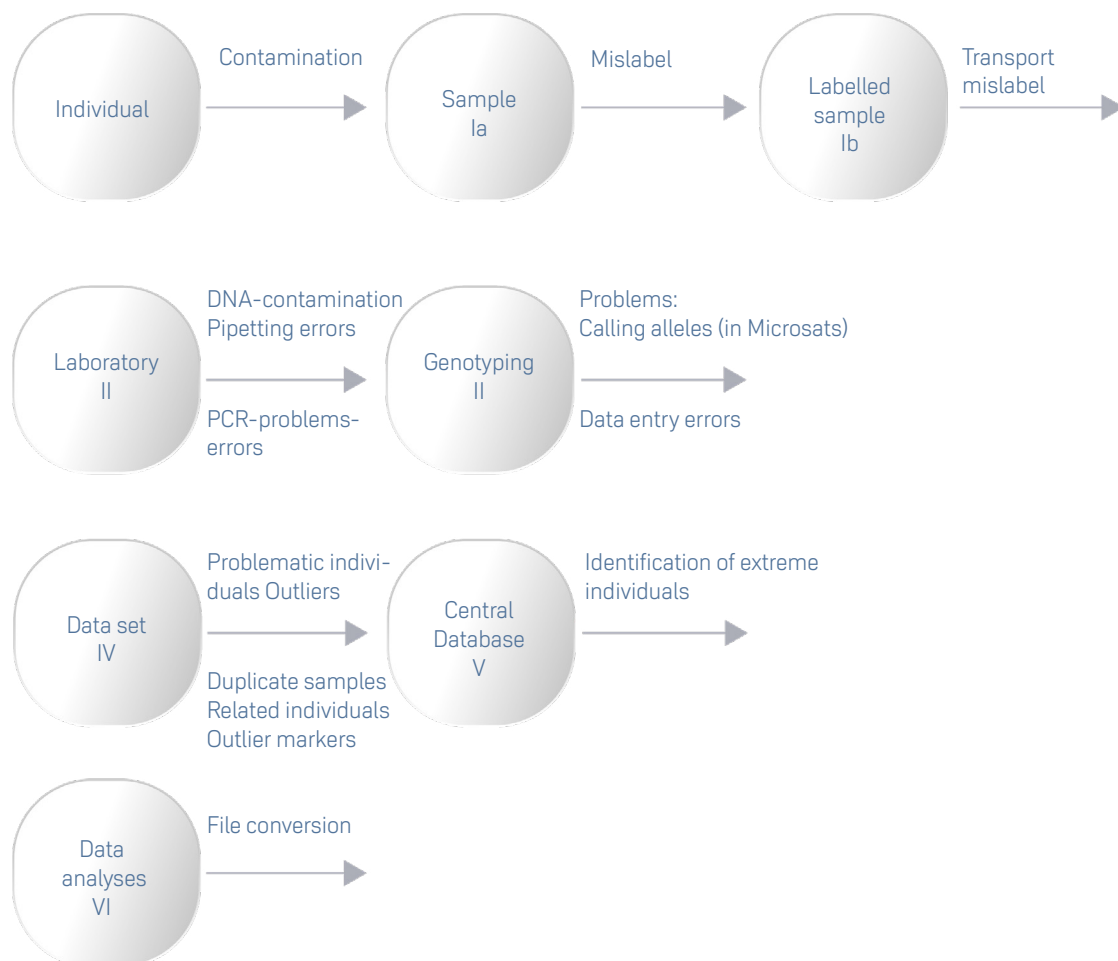 Individual
Contamination
Sample
Ia
Mislabel
Labelled
sample
Ib
Transport
mislabel
Laboratory
II
DNA-contamination
Pipetting errors
PCR-problems-
errors
Genotyping
II
Problems:
Calling alleles (in Microsats)
Data entry errors
Data set
IV
Problematic indivi-
duals Outliers
Duplicate samples
Related individuals
Outlier markers
Central
Database
V
Identification of extreme
individuals
Data
analyses
VI
File conversion